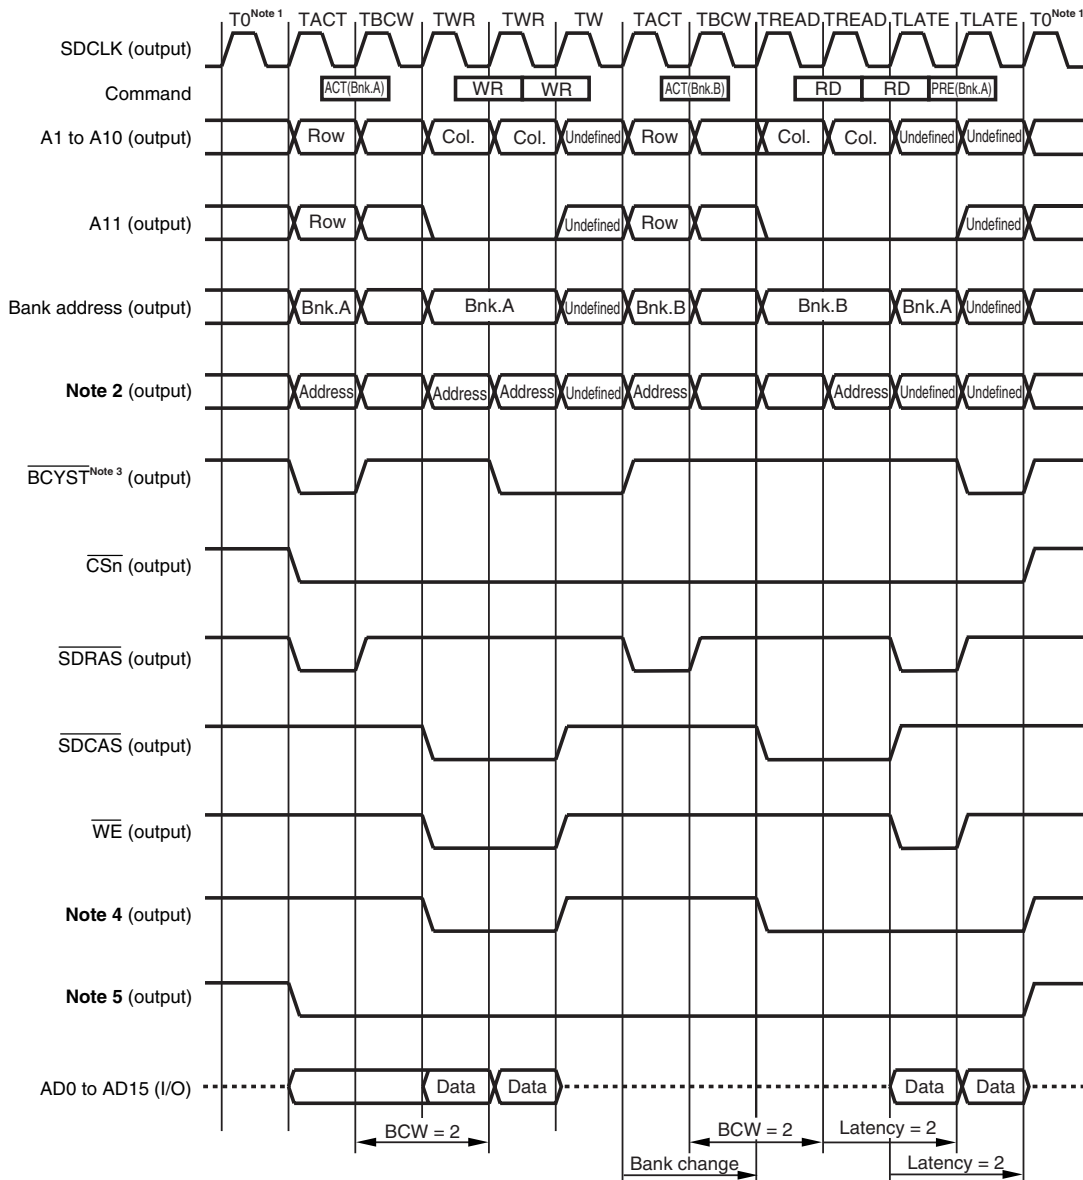 T0Note 1 TACT TBCW TWR TWR TW TACT TBCW TREAD TREAD TLATE TLATE T0Note 1
SDCLK (output)
Command ACT(Bnk.A) WR WR ACT(Bnk.B) RD RD PRE(Bnk.A)
A1 to A10 (output) Row Col. Col. Undefined Row Col. Col. Undefined Undefined
A11 (output) Row Undefined Row Undefined
Bank address (output) Bnk.A Bnk.A Undefined Bnk.B Bnk.B Bnk.A Undefined
Note 2 (output) Address Address Address Undefined Address Address Undefined Undefined
BCYSTNote 3 (output)
CSn (output)
SDRAS (output)
SDCAS (output)
WE (output)
Note 4 (output)
Note 5 (output)
AD0 to AD15 (I/O) Data Data Data Data
BCW = 2 BCW = 2 Latency = 2
Bank change Latency = 2